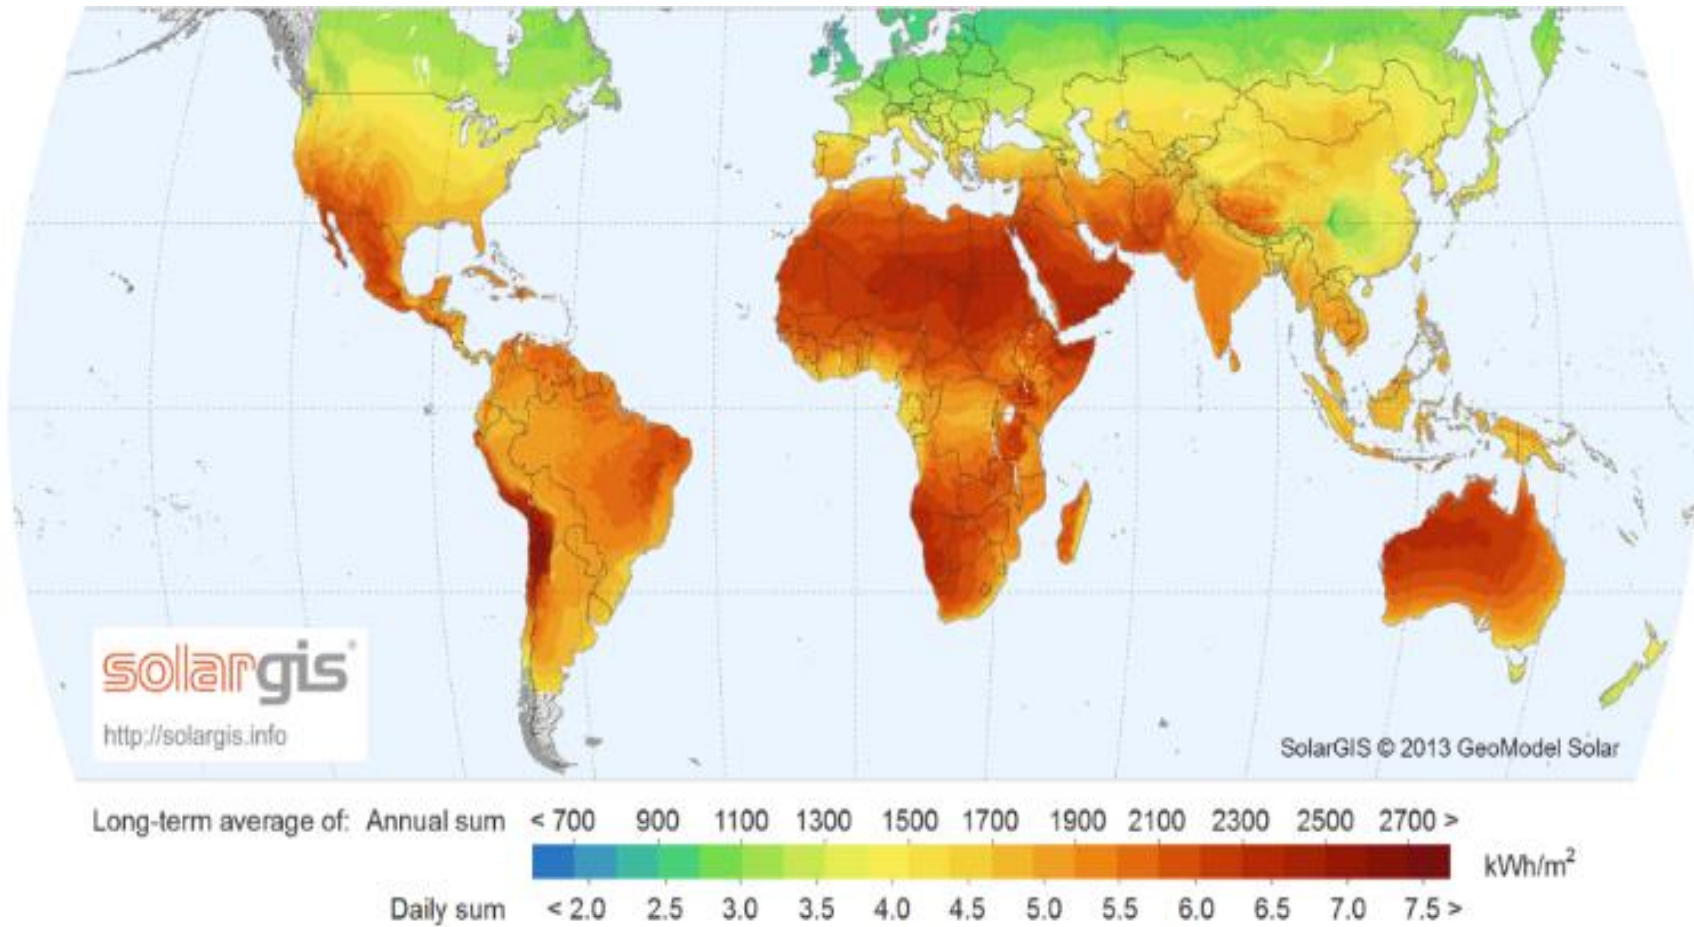 solargis®
http://solargis.info
SolarGIS © 2013 GeoModel Solar
Long-term average of: Annual sum < 700 900 1100 1300 1500 1700 1900 2100 2300 2500 2700 >
kWh/m²
Daily sum < 2.0 2.5 3.0 3.5 4.0 4.5 5.0 5.5 6.0 6.5 7.0 7.5 >